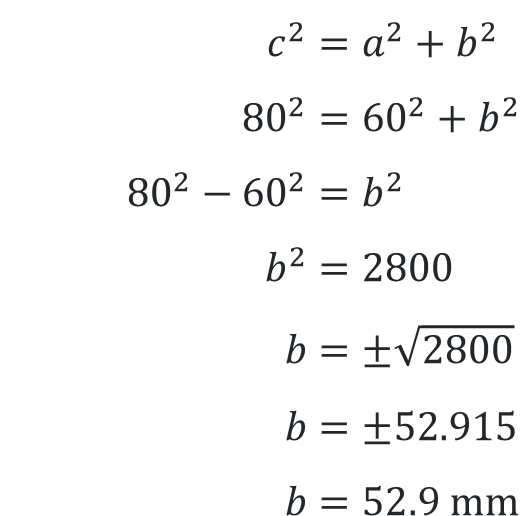 c² = a² + b²
80² = 60² + b²
80² − 60² = b²
b² = 2800
b = ±√2800
b = ±52.915
b = 52.9 mm